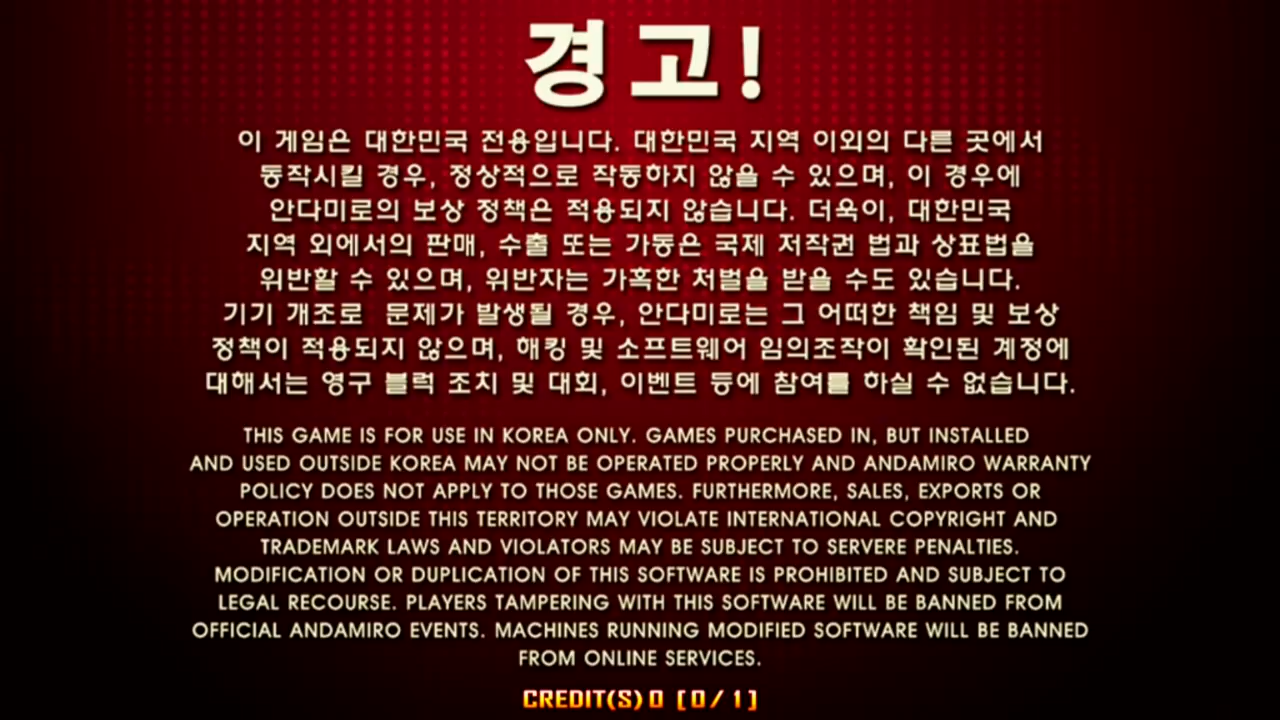 경고!
이 게임은 대한민국 전용입니다. 대한민국 지역 이외의 다른 곳에서
동작시킬 경우, 정상적으로 작동하지 않을 수 있으며, 이 경우에
안다미로의 보상 정책은 적용되지 않습니다. 더욱이, 대한민국
지역 외에서의 판매, 수출 또는 가동은 국제 저작권 법과 상표법을
위반할 수 있으며, 위반자는 가혹한 처벌을 받을 수도 있습니다.
기기 개조로 문제가 발생될 경우, 안다미로는 그 어떠한 책임 및 보상
정책이 적용되지 않으며, 해킹 및 소프트웨어 임의조작이 확인된 계정에
대해서는 영구 블럭 조치 및 대회, 이벤트 등에 참여를 하실 수 없습니다.
THIS GAME IS FOR USE IN KOREA ONLY. GAMES PURCHASED IN, BUT INSTALLED
AND USED OUTSIDE KOREA MAY NOT BE OPERATED PROPERLY AND ANDAMIRO WARRANTY
POLICY DOES NOT APPLY TO THOSE GAMES. FURTHERMORE, SALES, EXPORTS OR
OPERATION OUTSIDE THIS TERRITORY MAY VIOLATE INTERNATIONAL COPYRIGHT AND
TRADEMARK LAWS AND VIOLATORS MAY BE SUBJECT TO SERVERE PENALTIES.
MODIFICATION OR DUPLICATION OF THIS SOFTWARE IS PROHIBITED AND SUBJECT TO
LEGAL RECOURSE. PLAYERS TAMPERING WITH THIS SOFTWARE WILL BE BANNED FROM
OFFICIAL ANDAMIRO EVENTS. MACHINES RUNNING MODIFIED SOFTWARE WILL BE BANNED
FROM ONLINE SERVICES.
CREDIT(S) 0 [0/1]